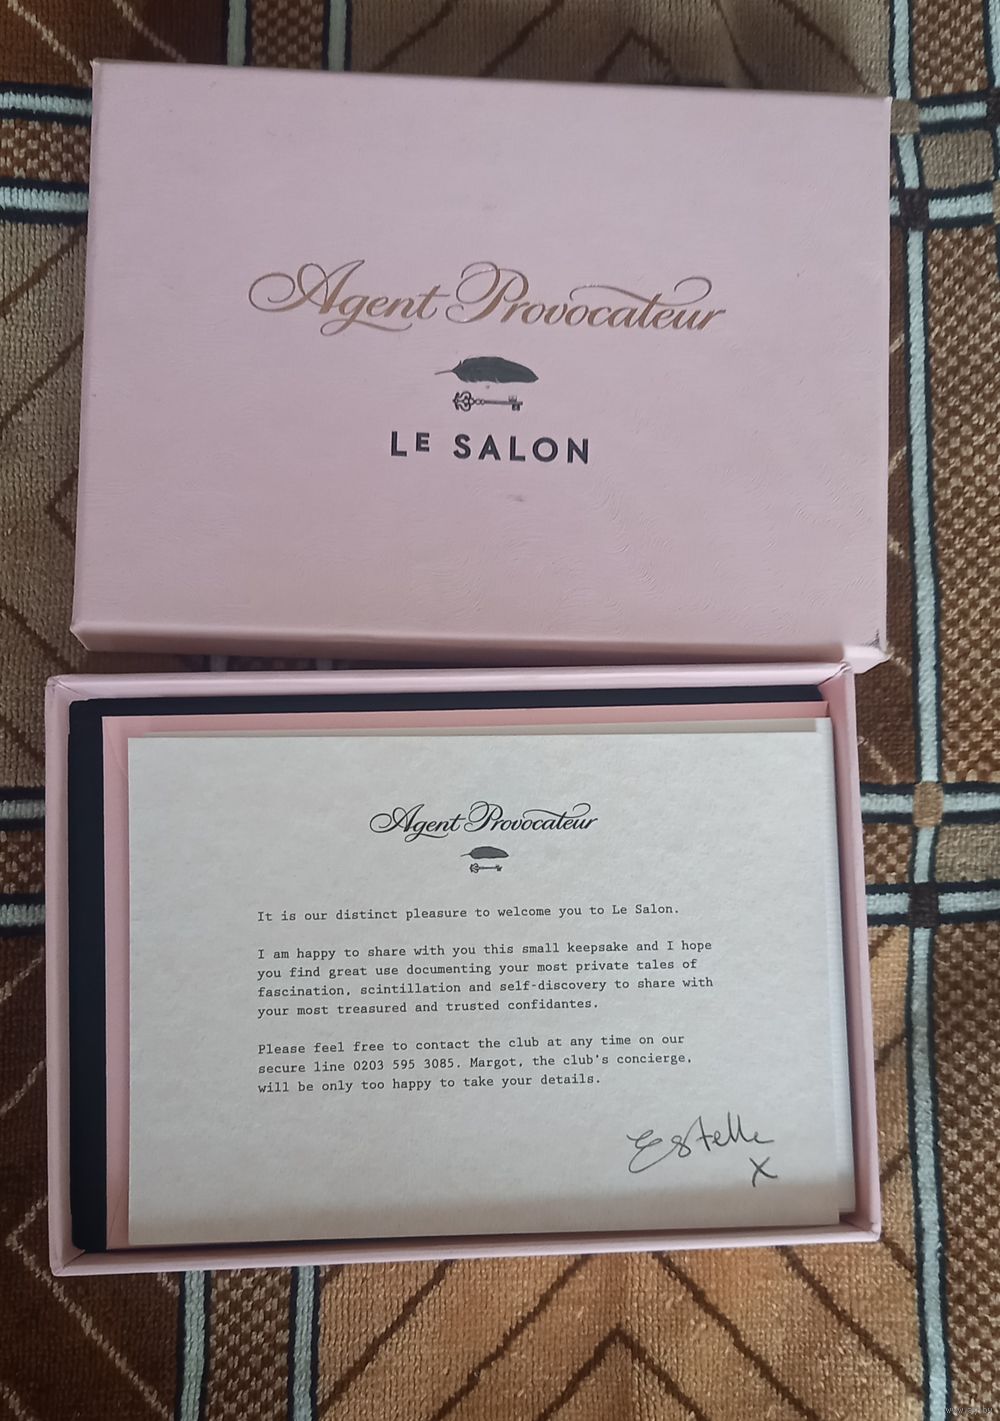 Agent Provocateur
LE SALON
Agent Provocateur
It is our distinct pleasure to welcome you to Le Salon.
I am happy to share with you this small keepsake and I hope
you find great use documenting your most private tales of
fascination, scintillation and self-discovery to share with
your most treasured and trusted confidantes.
Please feel free to contact the club at any time on our
secure line 0203 595 3085. Margot, the club's concierge,
will be only too happy to take your details.
Estelle
X